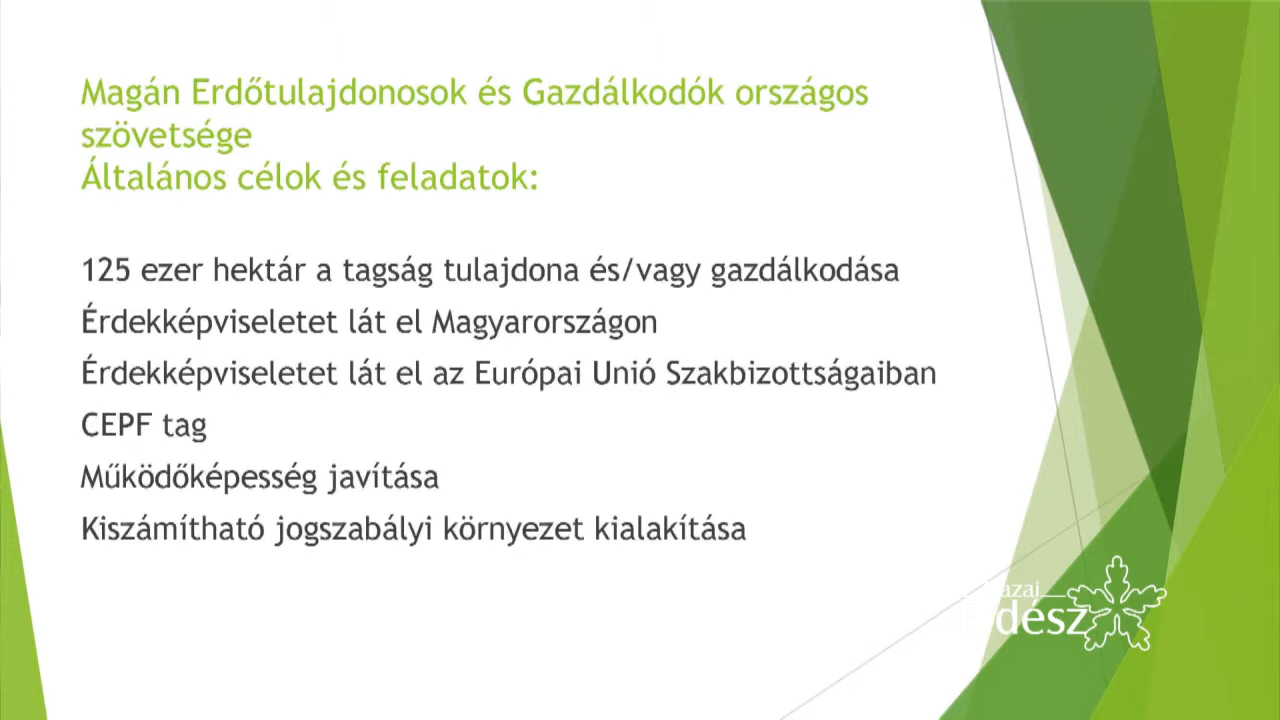 Magán Erdőtulajdonosok és Gazdálkodók országos
szövetsége
Általános célok és feladatok:
125 ezer hektár a tagság tulajdona és/vagy gazdálkodása
Érdekképviseletet lát el Magyarországon
Érdekképviseletet lát el az Európai Unió Szakbizottságaiban
CEPF tag
Működőképesség javítása
Kiszámítható jogszabályi környezet kialakítása
Erdész